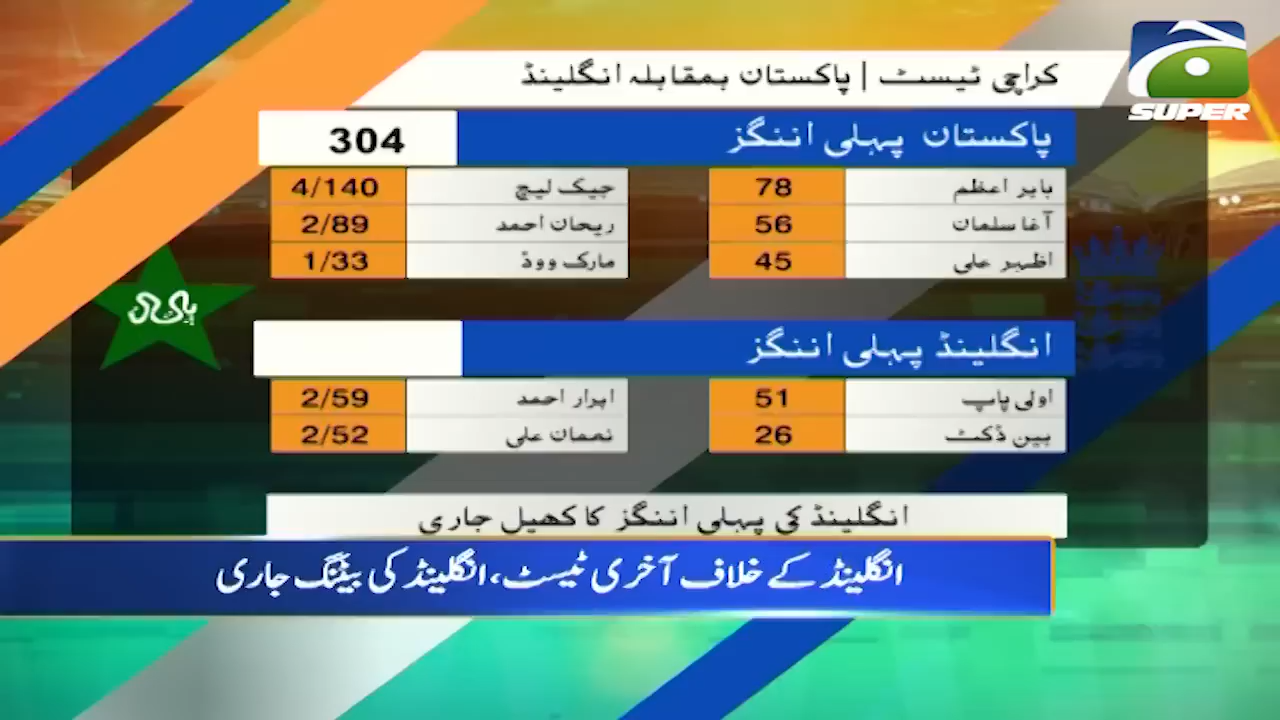 SUPER
کراچی ٹیسٹ | پاکستان بمقابلہ انگلینڈ
پاکستان پہلی اننگز 304
بابر اعظم 78 جیک لیچ 4/140
آغا سلمان 56 ریحان احمد 2/89
اظہر علی 45 مارک ووڈ 1/33
انگلینڈ پہلی اننگز
اولی پاپ 51 ابرار احمد 2/59
بین ڈکٹ 26 نعمان علی 2/52
انگلینڈ کی پہلی اننگز کا کھیل جاری
انگلینڈ کے خلاف آخری ٹیسٹ، انگلینڈ کی بیٹنگ جاری